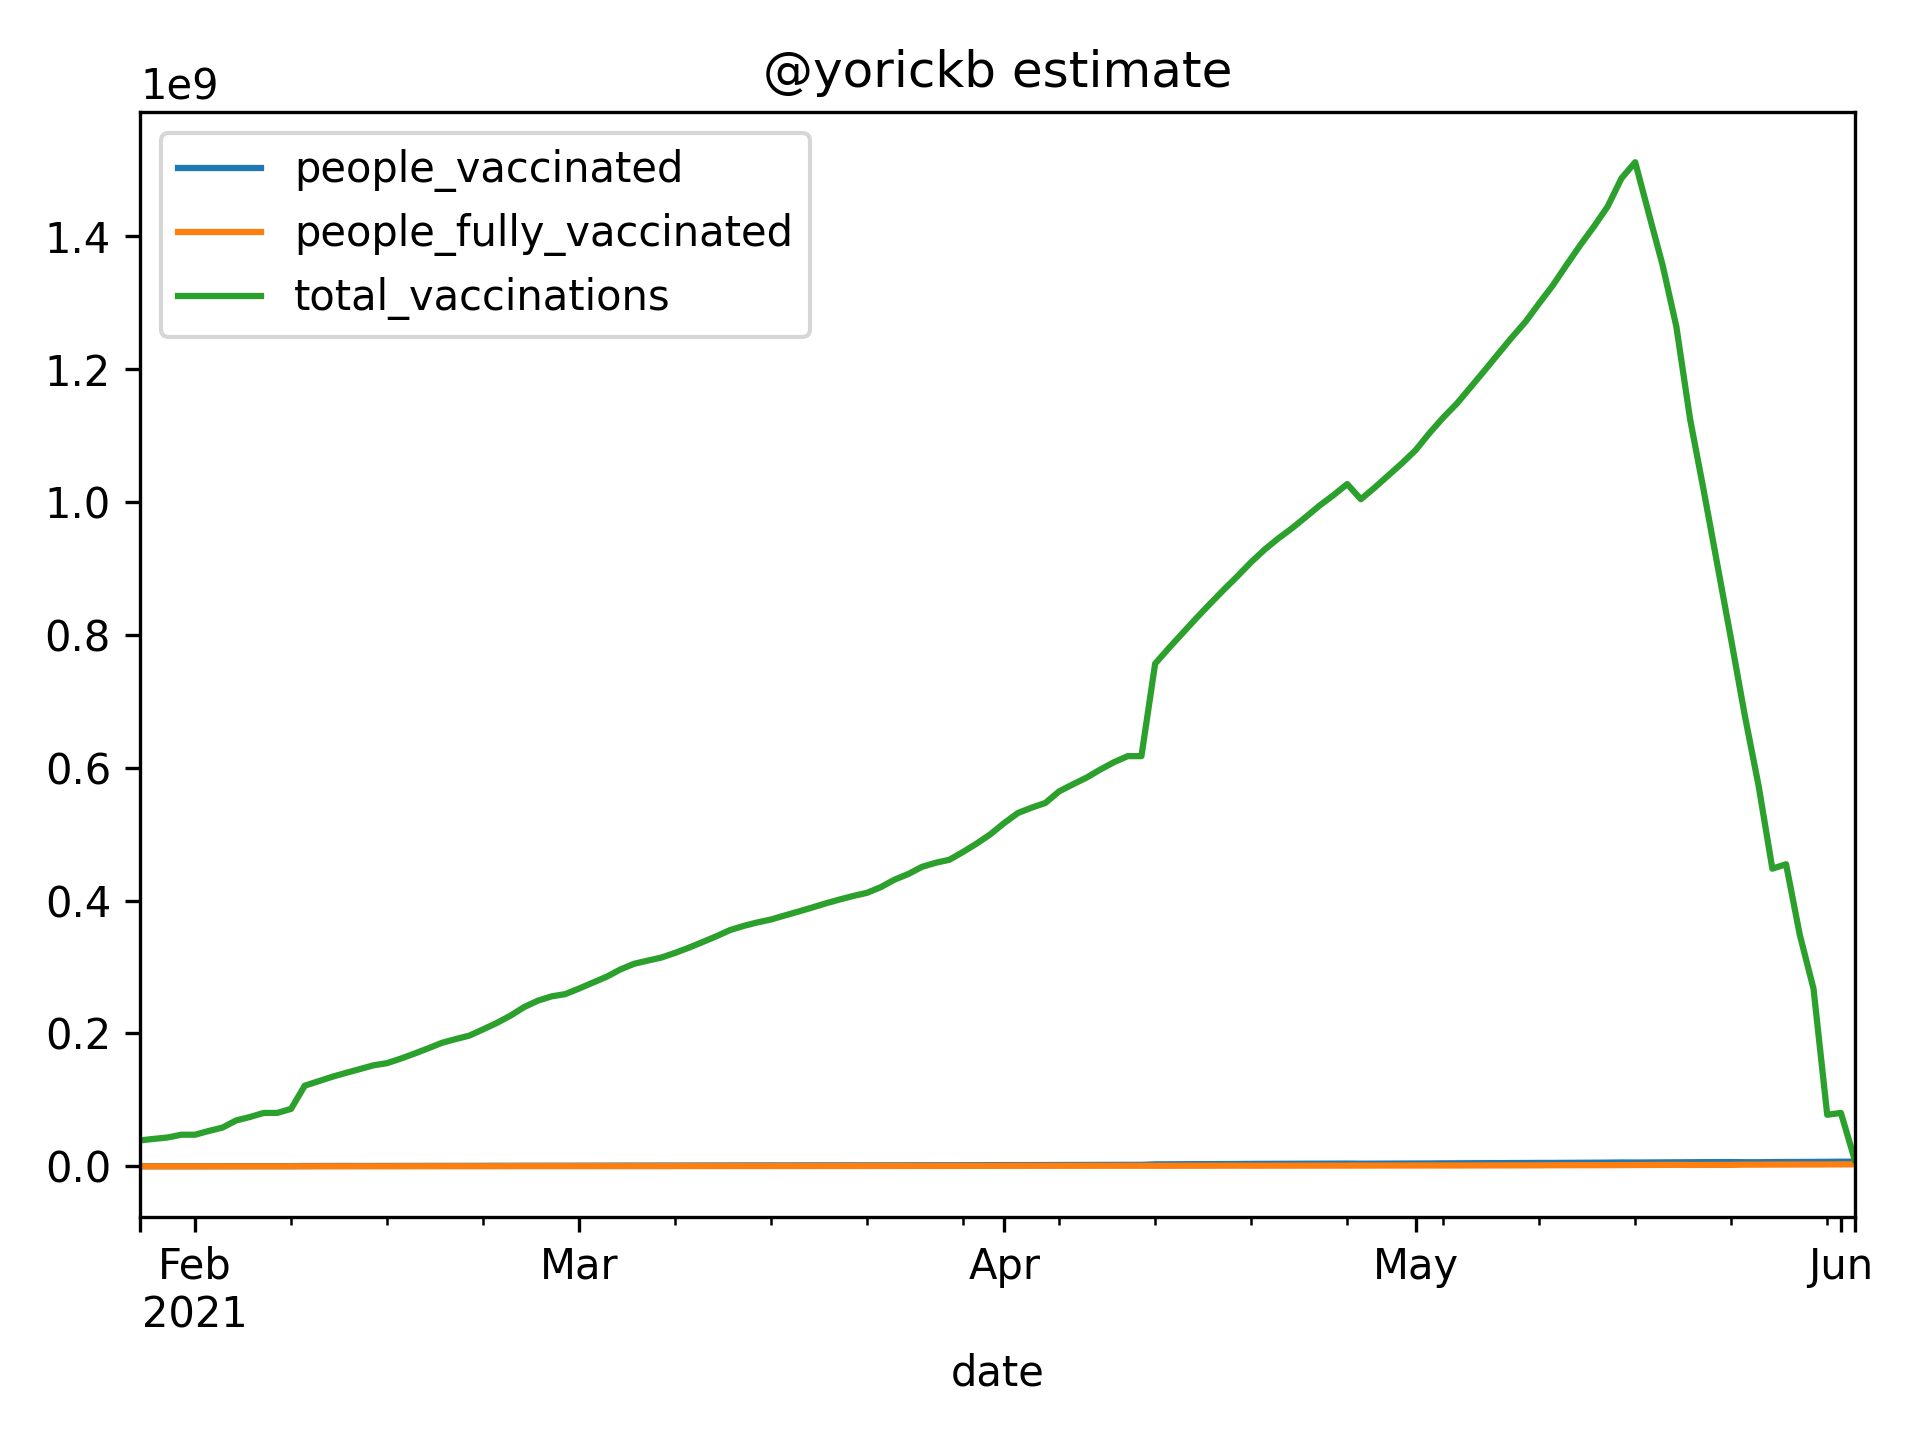 @yorickb estimate
1e9
people_vaccinated
people_fully_vaccinated
total_vaccinations
1.4
1.2
1.0
0.8
0.6
0.4
0.2
0.0
Feb Mar Apr May Jun
2021
date